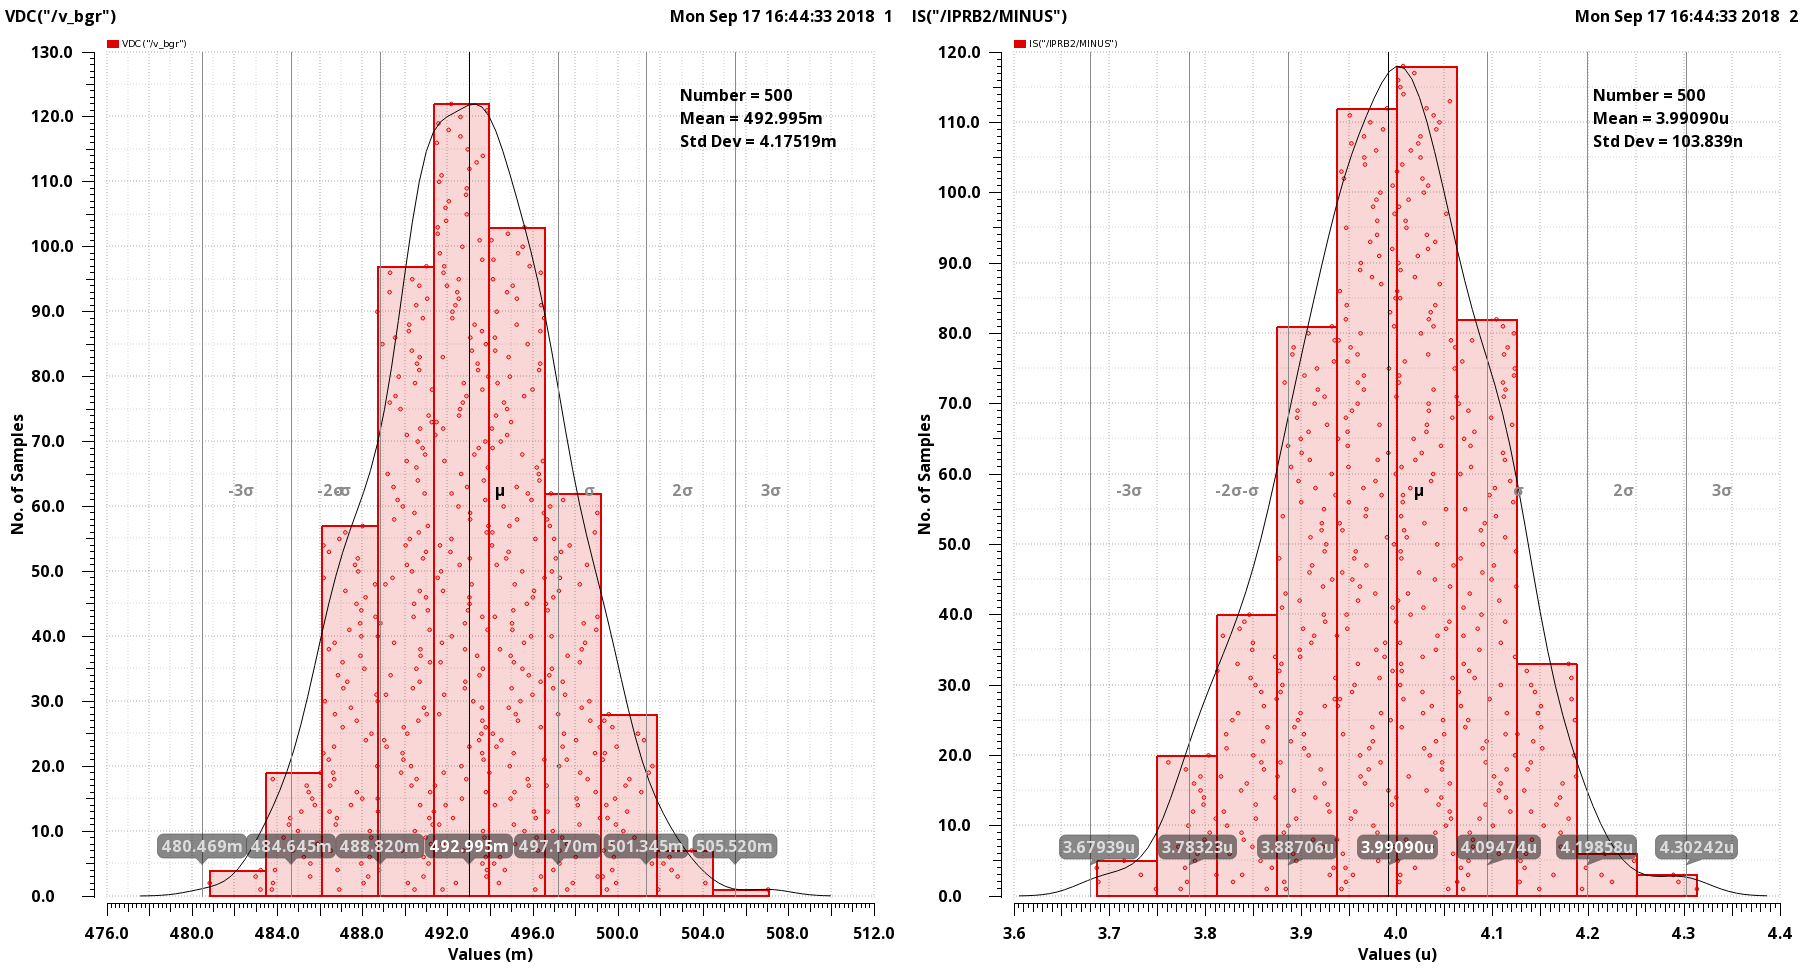 VDC("/v_bgr")
Mon Sep 17 16:44:33 2018 1
VDC("/v_bgr")
130.0
120.0
110.0
100.0
90.0
80.0
70.0
60.0
50.0
40.0
30.0
20.0
10.0
0.0
No. of Samples
Number = 500
Mean = 492.995m
Std Dev = 4.17519m
-3σ
-2σ
-σ
μ
σ
2σ
3σ
480.469m
484.645m
488.820m
492.995m
497.170m
501.345m
505.520m
476.0
480.0
484.0
488.0
492.0
496.0
500.0
504.0
508.0
512.0
Values (m)
IS("/IPRB2/MINUS")
Mon Sep 17 16:44:33 2018 2
IS("/IPRB2/MINUS")
120.0
110.0
100.0
90.0
80.0
70.0
60.0
50.0
40.0
30.0
20.0
10.0
0.0
No. of Samples
Number = 500
Mean = 3.99090u
Std Dev = 103.839n
-3σ
-2σ
-σ
μ
σ
2σ
3σ
3.67939u
3.78323u
3.88706u
3.99090u
4.09474u
4.19858u
4.30242u
3.6
3.7
3.8
3.9
4.0
4.1
4.2
4.3
4.4
Values (u)